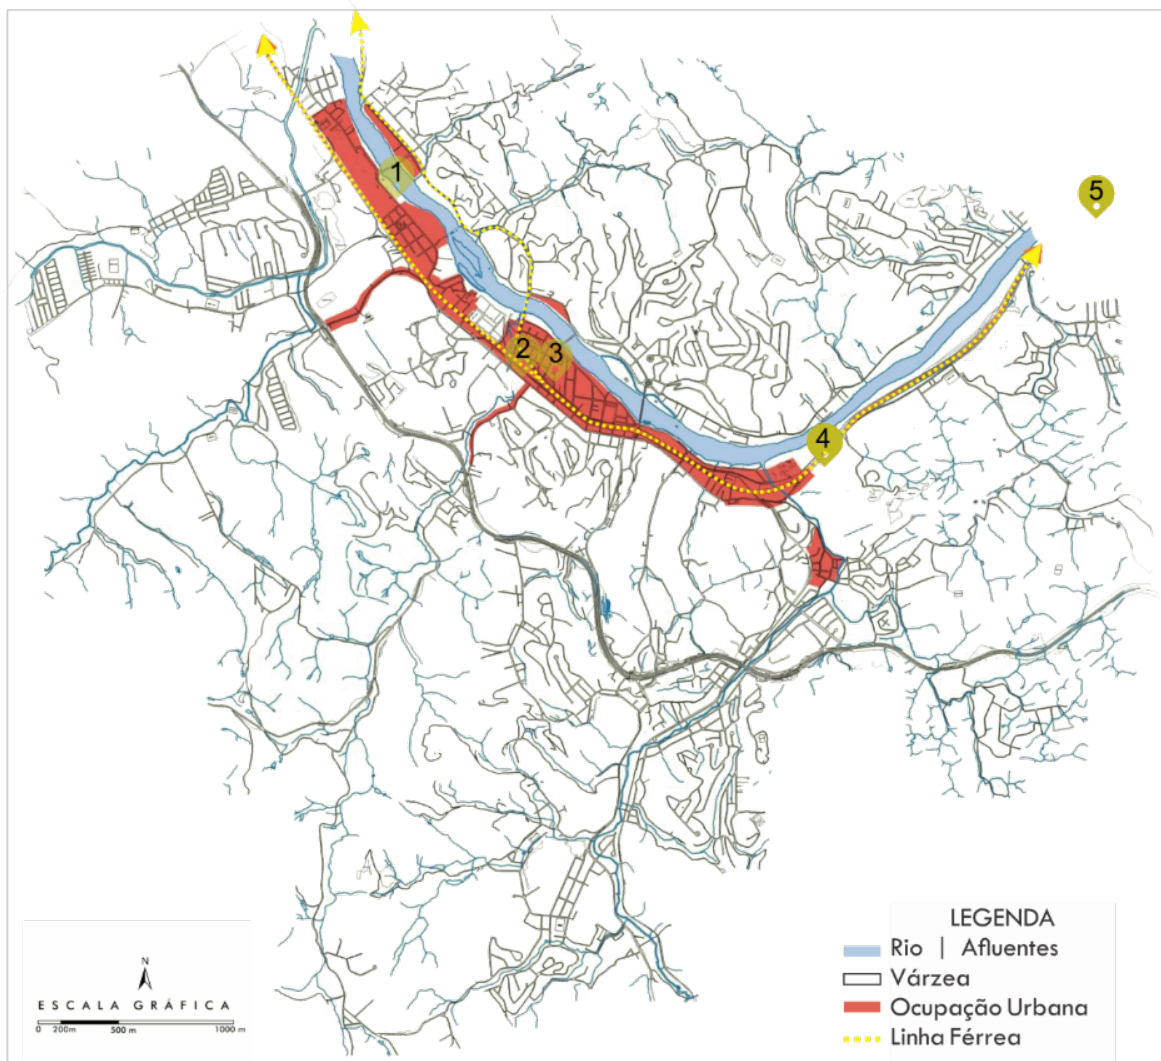 1
5
2
3
4
LEGENDA
Rio | Afluentes
Várzea
Ocupação Urbana
Linha Férrea
N
ESCALA GRÁFICA
0 200m 500 m 1000 m